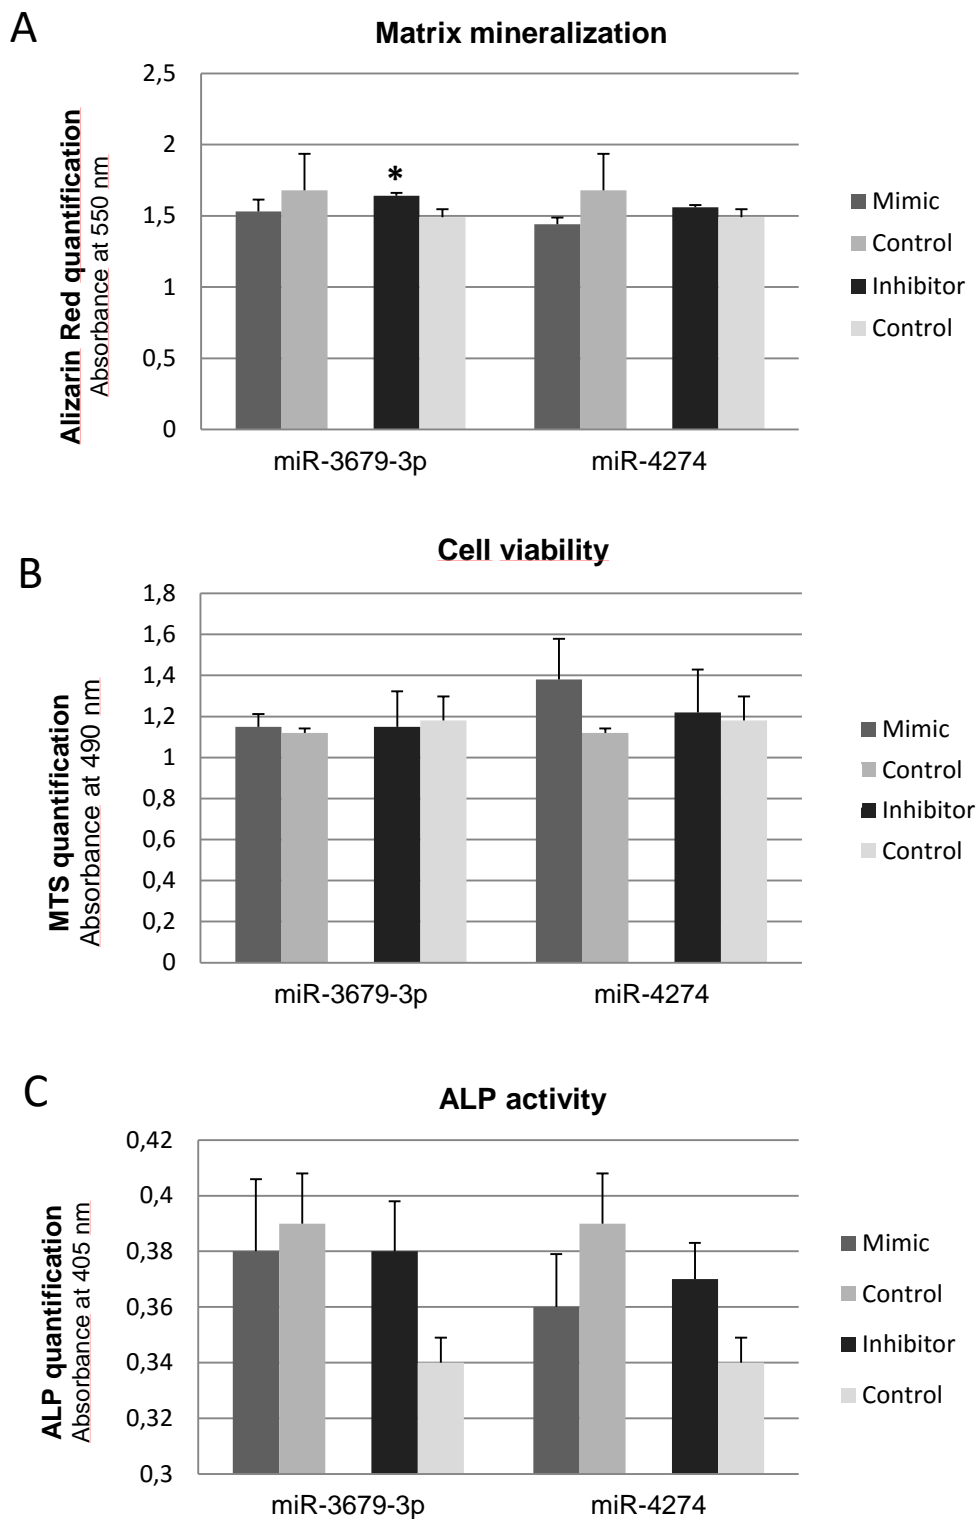 A
Matrix mineralization
Alizarin Red quantification
Absorbance at 550 nm
2,5
2
1,5
1
0,5
0
*
miR-3679-3p
miR-4274
Mimic
Control
Inhibitor
Control
B
Cell viability
MTS quantification
Absorbance at 490 nm
1,8
1,6
1,4
1,2
1
0,8
0,6
0,4
0,2
0
miR-3679-3p
miR-4274
Mimic
Control
Inhibitor
Control
C
ALP activity
ALP quantification
Absorbance at 405 nm
0,42
0,4
0,38
0,36
0,34
0,32
0,3
miR-3679-3p
miR-4274
Mimic
Control
Inhibitor
Control